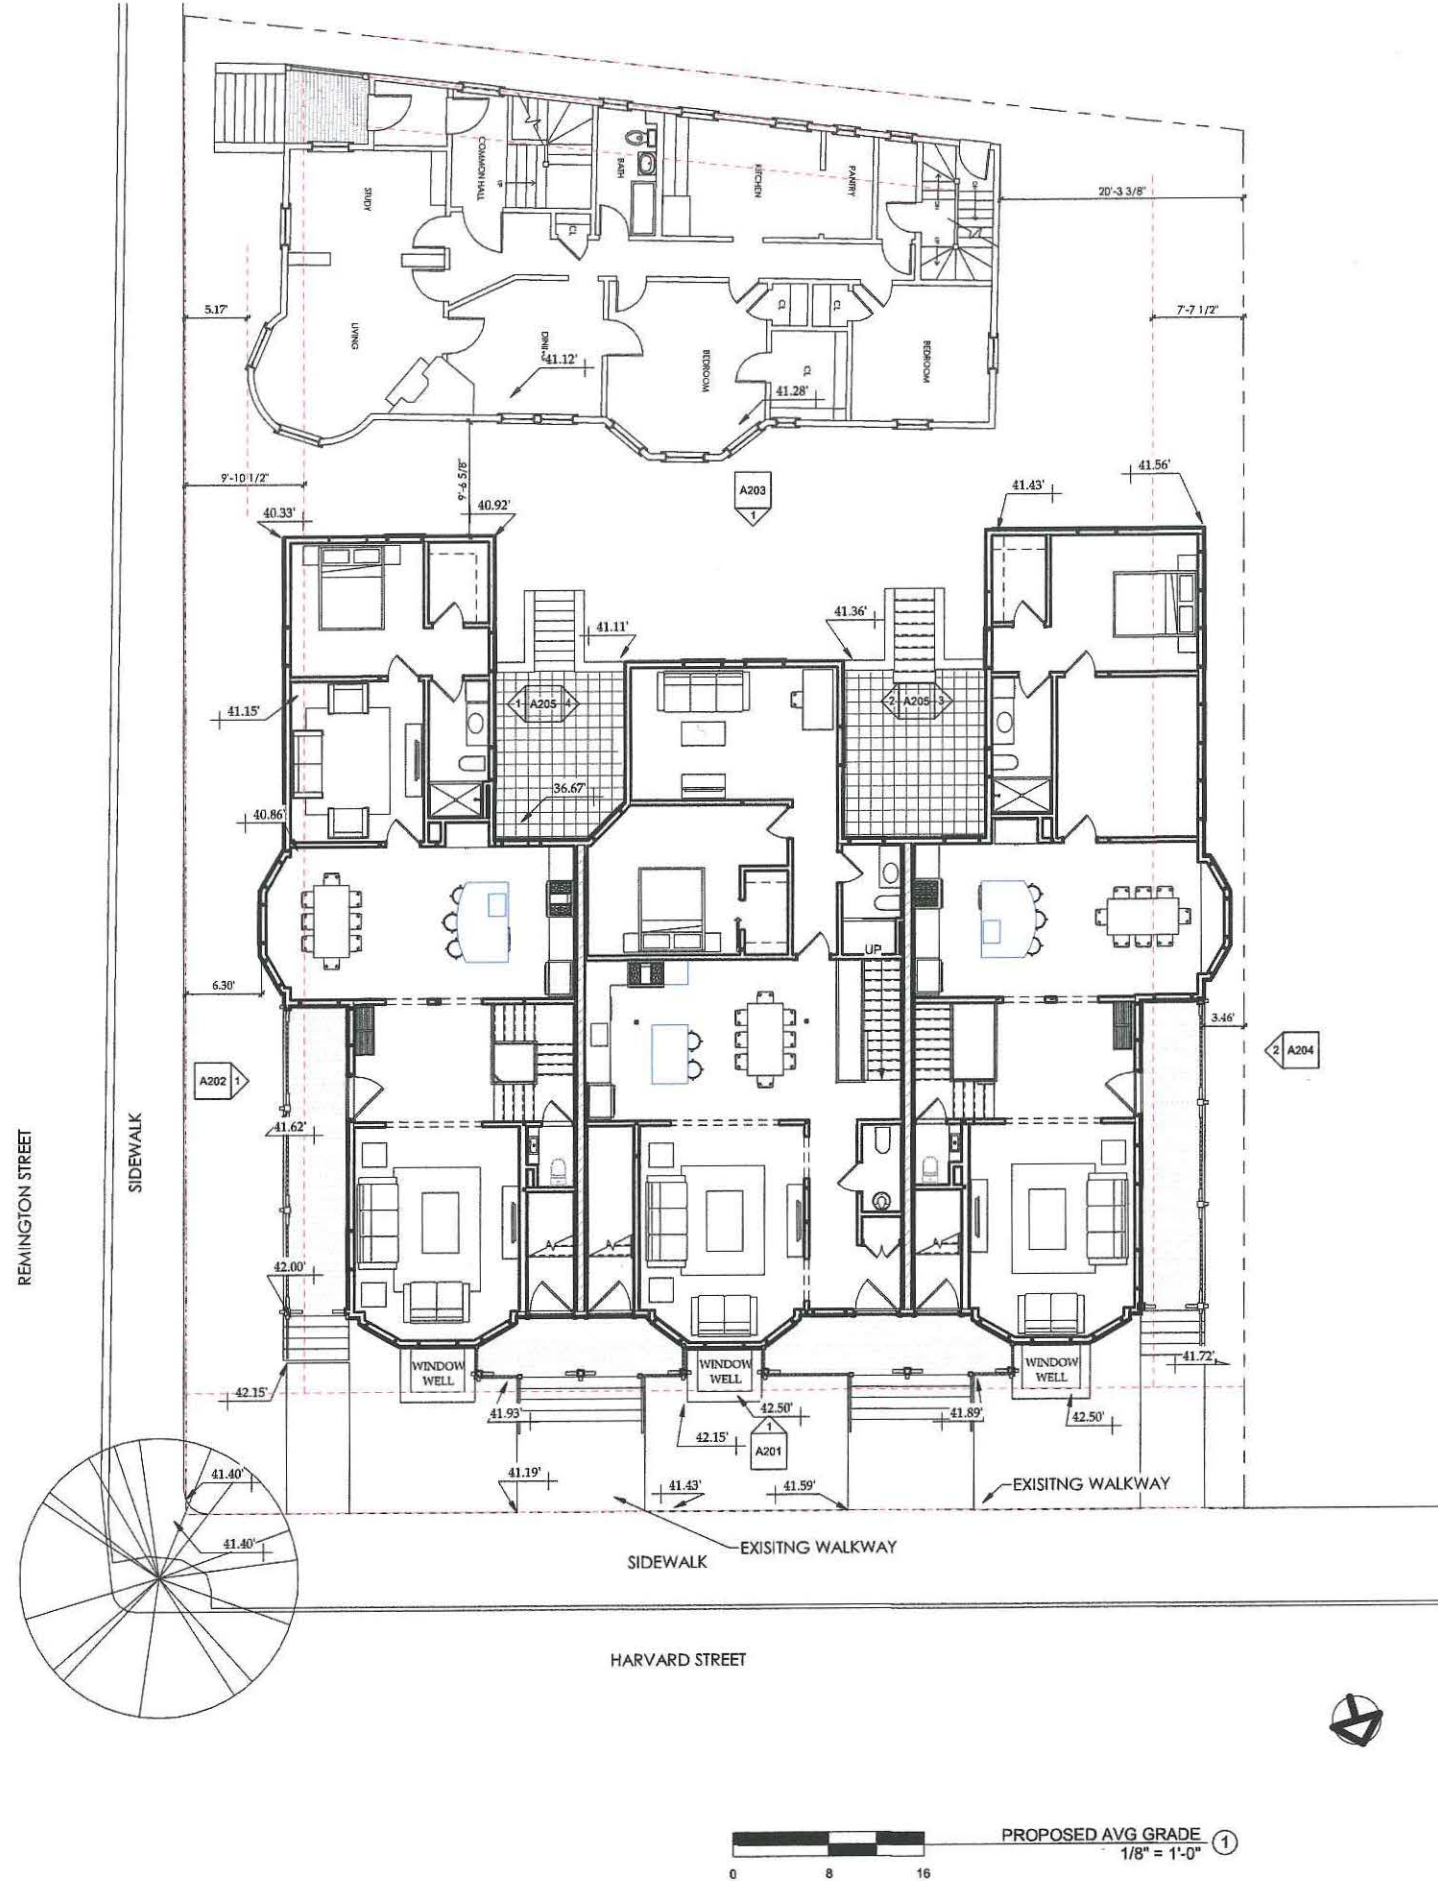 COMMON HALL
UP
BATH
KITCHEN
PANTRY
DN
DN
UP
STUDY
CL
20'-3 3/8"
5.17'
7'-7 1/2"
LIVING
CL
CL
41.12'
BEDROOM
CL
BEDROOM
41.28'
9'-10 1/2"
9'-9 5/8"
A203
1
41.43'
41.56'
40.33'
40.92'
41.11'
41.36'
41.15'
1 A205 4
2 A205 3
36.67'
40.86'
UP
6.30'
3.46'
A202 1
2 A204
41.62'
REMINGTON STREET
SIDEWALK
42.00'
WINDOW
WELL
WINDOW
WELL
WINDOW
WELL
41.72'
42.15'
41.93'
42.50'
41.89'
42.50'
42.15'
1
A201
41.40'
41.19'
41.43'
41.59'
EXISITNG WALKWAY
41.40'
SIDEWALK
EXISITNG WALKWAY
HARVARD STREET
PROPOSED AVG GRADE 1
1/8" = 1'-0"
0 8 16